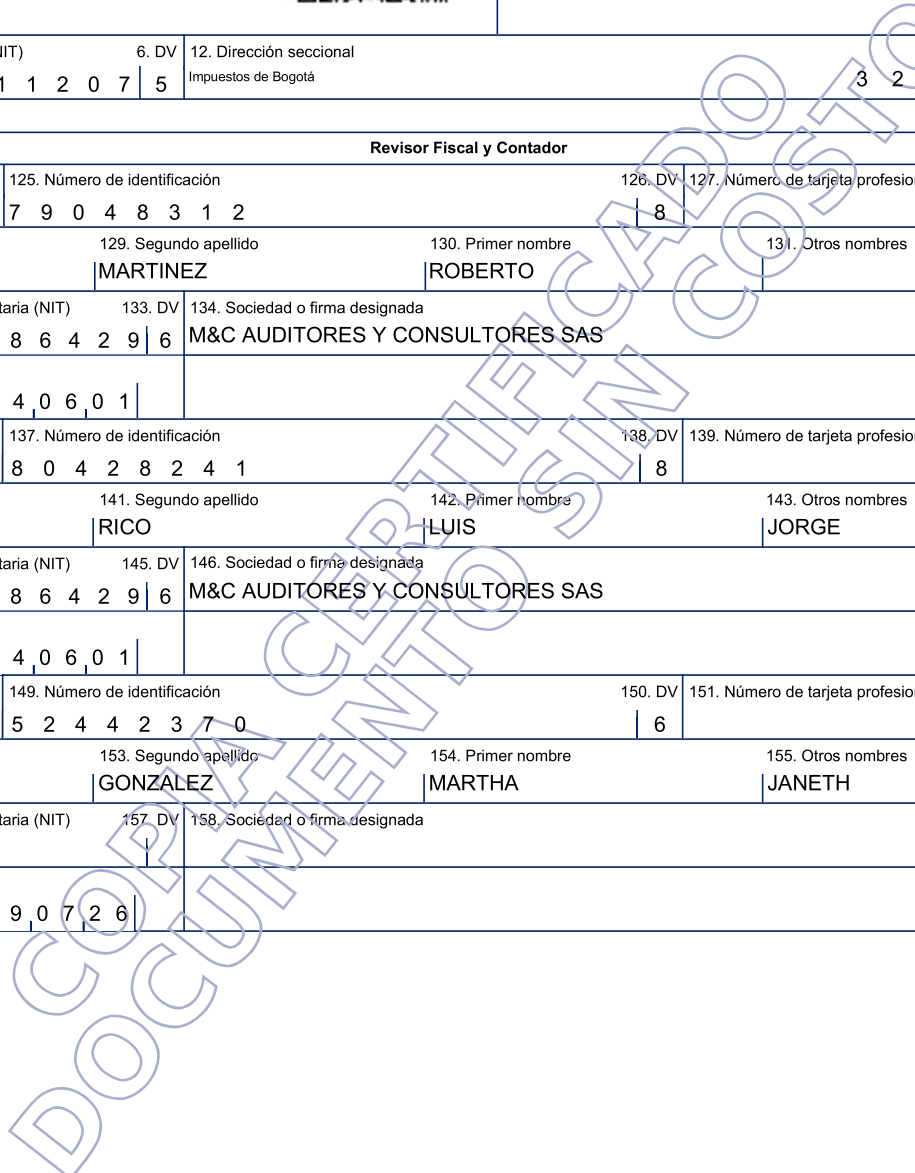 6. DV 12. Dirección seccional
1 1 2 0 7 5 Impuestos de Bogotá 3 2
Revisor Fiscal y Contador
125. Número de identificación 126. DV 127. Número de tarjeta profesio
7 9 0 4 8 3 1 2 8
129. Segundo apellido 130. Primer nombre 131. Otros nombres
MARTINEZ ROBERTO
taria (NIT) 133. DV 134. Sociedad o firma designada
8 6 4 2 9 6 M&C AUDITORES Y CONSULTORES SAS
4 0 6 0 1
137. Número de identificación 138. DV 139. Número de tarjeta profesio
8 0 4 2 8 2 4 1 8
141. Segundo apellido 142. Primer nombre 143. Otros nombres
RICO LUIS JORGE
taria (NIT) 145. DV 146. Sociedad o firma designada
8 6 4 2 9 6 M&C AUDITORES Y CONSULTORES SAS
4 0 6 0 1
149. Número de identificación 150. DV 151. Número de tarjeta profesio
5 2 4 4 2 3 7 0 6
153. Segundo apellido 154. Primer nombre 155. Otros nombres
GONZALEZ MARTHA JANETH
taria (NIT) 157. DV 158. Sociedad o firma designada
9 0 7 2 6
COPIA CERTIFICADO
DOCUMENTO SIN COSTO